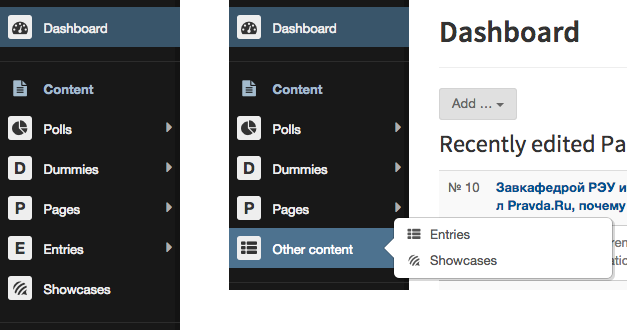 Dashboard
Content
Polls
D Dummies
P Pages
E Entries
Showcases
Dashboard
Content
Polls
D Dummies
P Pages
Other content
Dashboard
Add ...
Recently edited Pa
№ 10 Завкафедрой РЭУ и
л Pravda.Ru, почему
Entries
Showcases